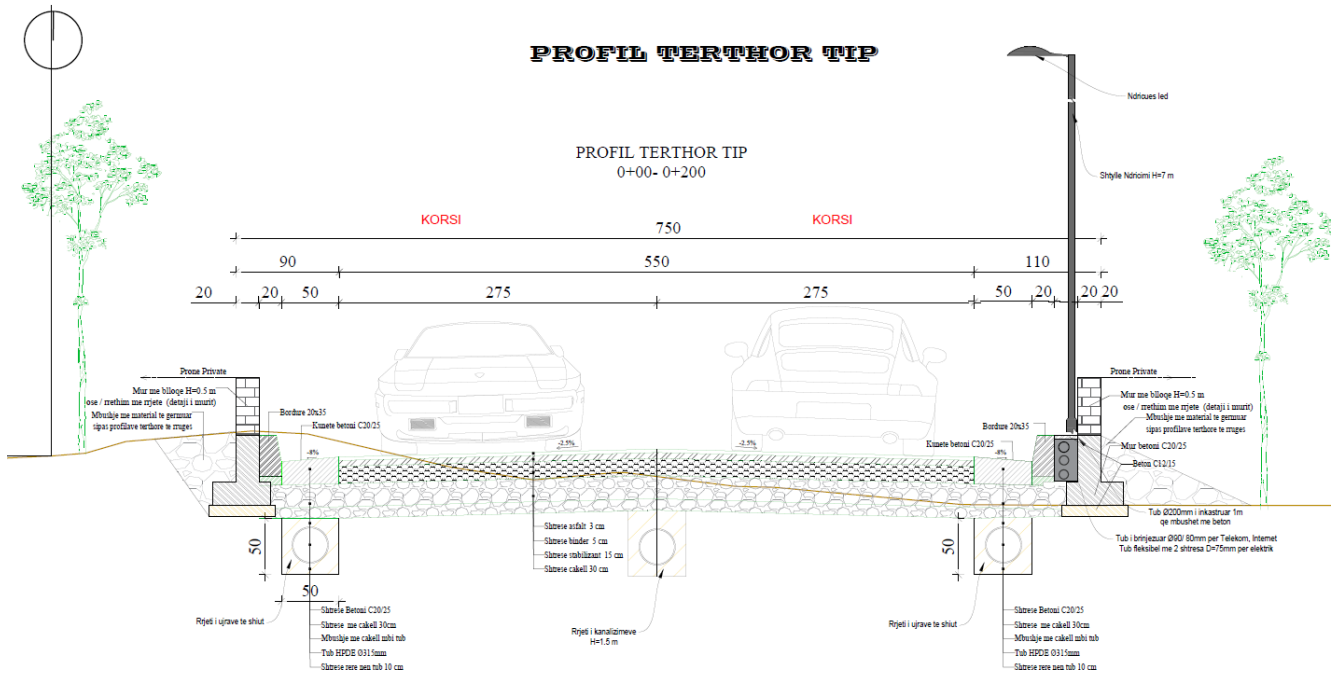 PROFIL TERTHOR TIP
Ndricues led
PROFIL TERTHOR TIP
0+00- 0+200
Shtylle Ndricimi H=7 m
KORSI
KORSI
750
90
550
110
20
20
50
275
275
50
20
20
20
Prone Private
Mur me blloqe H=0.5 m
ose / rrethim me rrjete (detaji i murit)
Mbushje me material te germuar
sipas profilave terthore te rruges
Bordure 20x35
Kunete betoni C20/25
-8%
-2.5%
-2.5%
-8%
Bordure 20x35
Kunete betoni C20/25
Prone Private
Mur me blloqe H=0.5 m
ose / rrethim me rrjete (detaji i murit)
Mbushje me material te germuar
sipas profilave terthore te rruges
Mur betoni C20/25
Beton C12/15
Tub Ø200mm i inkastruar 1m
qe mbushet me beton
Tub i brinjezuar Ø90/ 80mm per Telekom, Internet
Tub fleksibel me 2 shtresa D=75mm per elektrik
50
50
50
Shtrese asfalt 3 cm
Shtrese binder 5 cm
Shtrese stabilizant 15 cm
Shtrese cakell 30 cm
Rrjeti i ujrave te shiut
Shtrese Betoni C20/25
Shtrese me cakell 30cm
Mbushje me cakell mbi tub
Tub HPDE Ø315mm
Shtrese rere nen tub 10 cm
Rrjeti i kanalizimeve
H=1.5 m
Rrjeti i ujrave te shiut
Shtrese Betoni C20/25
Shtrese me cakell 30cm
Mbushje me cakell mbi tub
Tub HPDE Ø315mm
Shtrese rere nen tub 10 cm